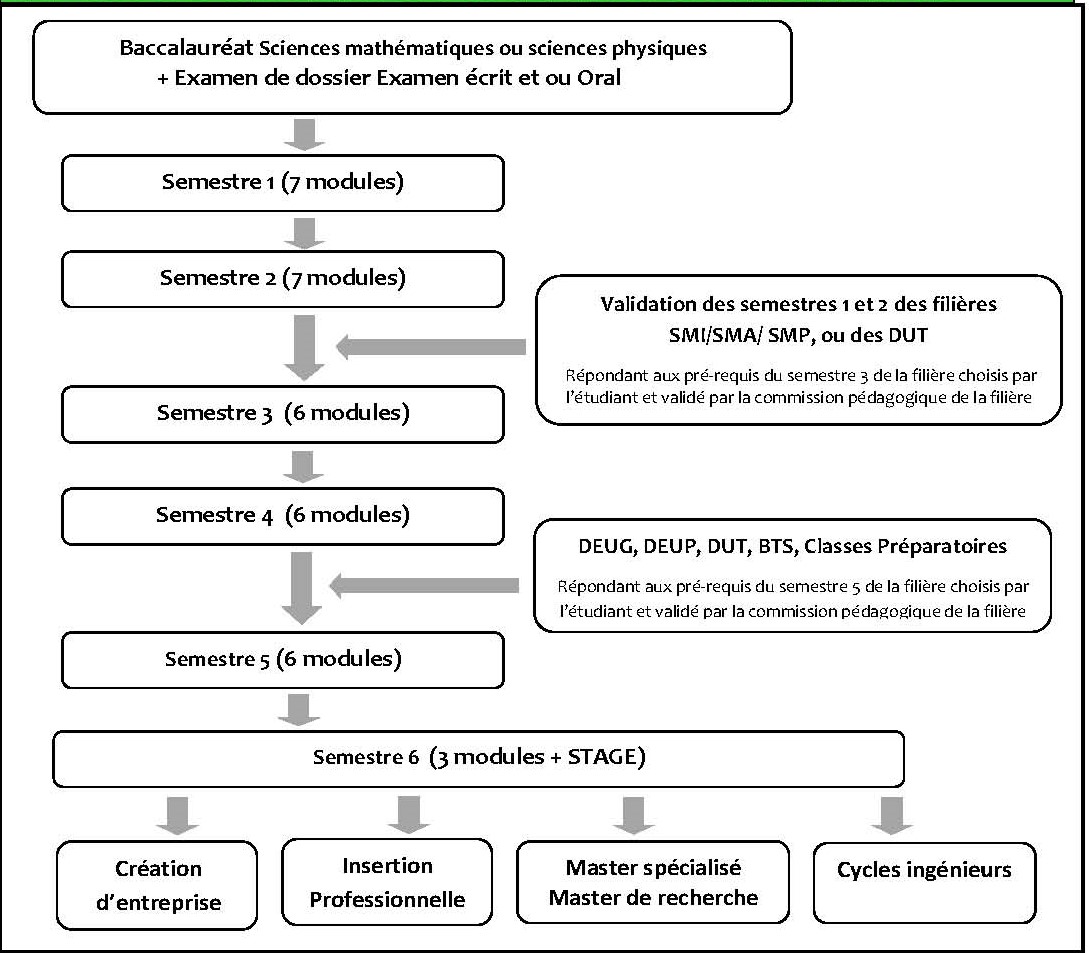 Baccalauréat Sciences mathématiques ou sciences physiques
+ Examen de dossier Examen écrit et ou Oral
Semestre 1 (7 modules)
Semestre 2 (7 modules)
Validation des semestres 1 et 2 des filières
SMI/SMA/ SMP, ou des DUT
Répondant aux pré-requis du semestre 3 de la filière choisis par
l'étudiant et validé par la commission pédagogique de la filière
Semestre 3 (6 modules)
Semestre 4 (6 modules)
DEUG, DEUP, DUT, BTS, Classes Préparatoires
Répondant aux pré-requis du semestre 5 de la filière choisis par
l'étudiant et validé par la commission pédagogique de la filière
Semestre 5 (6 modules)
Semestre 6 (3 modules + STAGE)
Création
d'entreprise
Insertion
Professionnelle
Master spécialisé
Master de recherche
Cycles ingénieurs